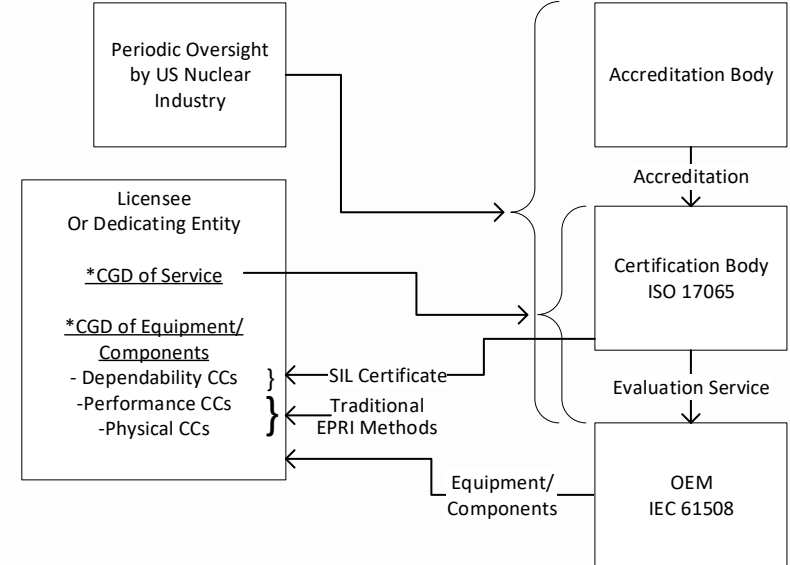 Periodic Oversight
by US Nuclear
Industry
Accreditation Body
Accreditation
Licensee
Or Dedicating Entity
*CGD of Service
*CGD of Equipment/
Components
- Dependability CCs }
-Performance CCs }
-Physical CCs
Certification Body
ISO 17065
SIL Certificate
Traditional
EPRI Methods
Evaluation Service
Equipment/
Components
OEM
IEC 61508